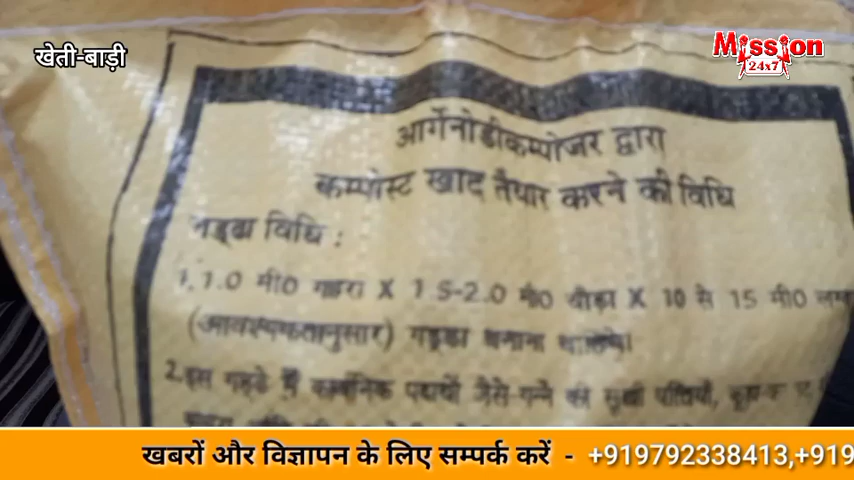 खेती-बाड़ी
Mission
24x7
आर्गेनोडीकम्पोजर द्वारा
कम्पोस्ट खाद तैयार करने की विधि
गड्ढा विधि :
1. 1.0 मी0 गहरा X 1.5-2.0 मी0 चौड़ा X 10 से 15 मी0
(आवश्यकतानुसार) गड्ढा बनाना चाहिये।
2. इस गड्ढे में कार्बनिक पदार्थो जैसे-गन्ने की सूखी पत्तियॉं,
खबरों और विज्ञापन के लिए सम्पर्क करें - +919792338413,+919